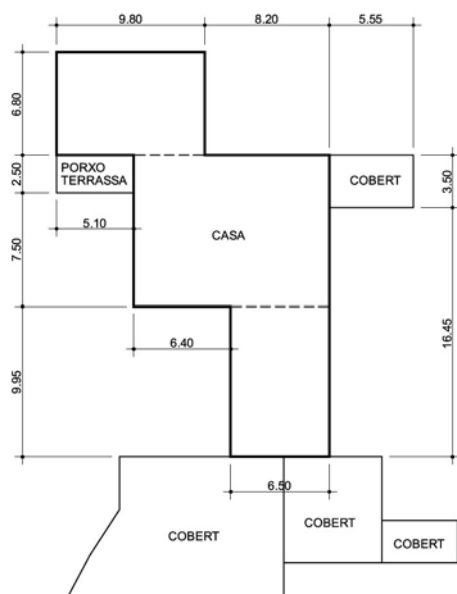 9.80
8.20
5.55
6.80
PORXO
TERRASSA
2.50
COBERT
3.50
5.10
CASA
7.50
6.40
16.45
9.95
6.50
COBERT
COBERT
COBERT